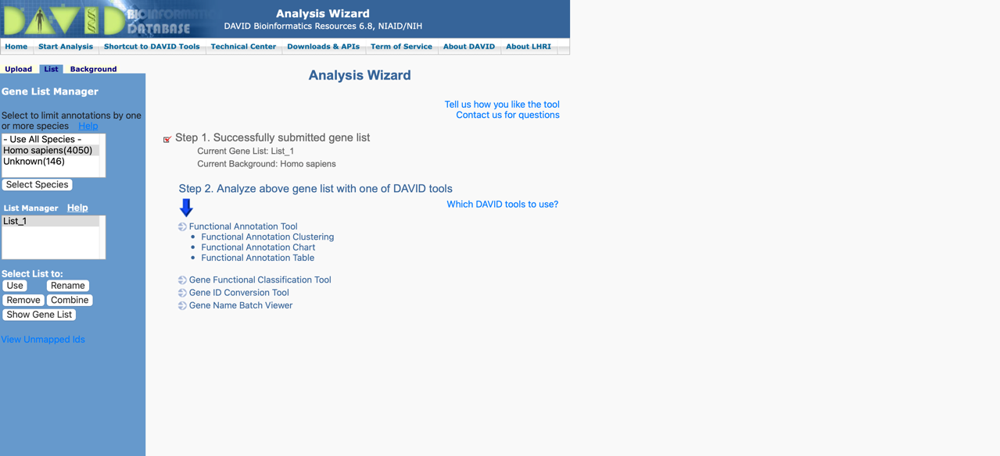 DAVID BIOINFORMATICS
DATABASE
Analysis Wizard
DAVID Bioinformatics Resources 6.8, NIAID/NIH
Home Start Analysis Shortcut to DAVID Tools Technical Center Downloads & APIs Term of Service About DAVID About LHRI
Upload List Background
Gene List Manager
Select to limit annotations by one
or more species Help
- Use All Species -
Homo sapiens(4050)
Unknown(146)
Select Species
List Manager Help
List_1
Select List to:
Use Rename
Remove Combine
Show Gene List
View Unmapped Ids
Analysis Wizard
Tell us how you like the tool
Contact us for questions
Step 1. Successfully submitted gene list
Current Gene List: List_1
Current Background: Homo sapiens
Step 2. Analyze above gene list with one of DAVID tools
Which DAVID tools to use?
Functional Annotation Tool
Functional Annotation Clustering
Functional Annotation Chart
Functional Annotation Table
Gene Functional Classification Tool
Gene ID Conversion Tool
Gene Name Batch Viewer